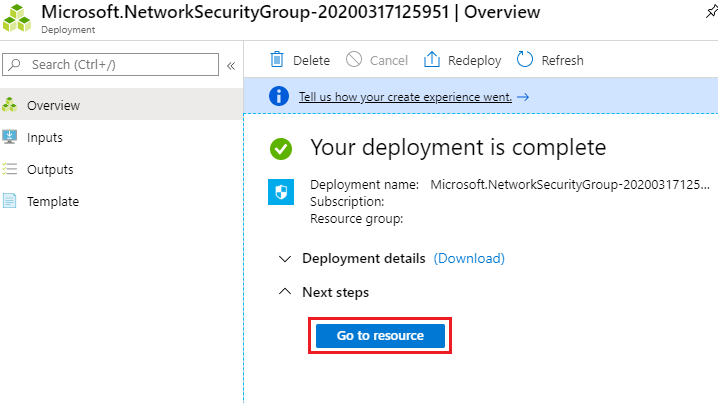 Microsoft.NetworkSecurityGroup-20200317125951 | Overview
Deployment
Search (Ctrl+/)
«
Overview
Inputs
Outputs
Template
Delete
Cancel
Redeploy
Refresh
Tell us how your create experience went. →
Your deployment is complete
Deployment name: Microsoft.NetworkSecurityGroup-20200317125...
Subscription:
Resource group:
Deployment details (Download)
Next steps
Go to resource